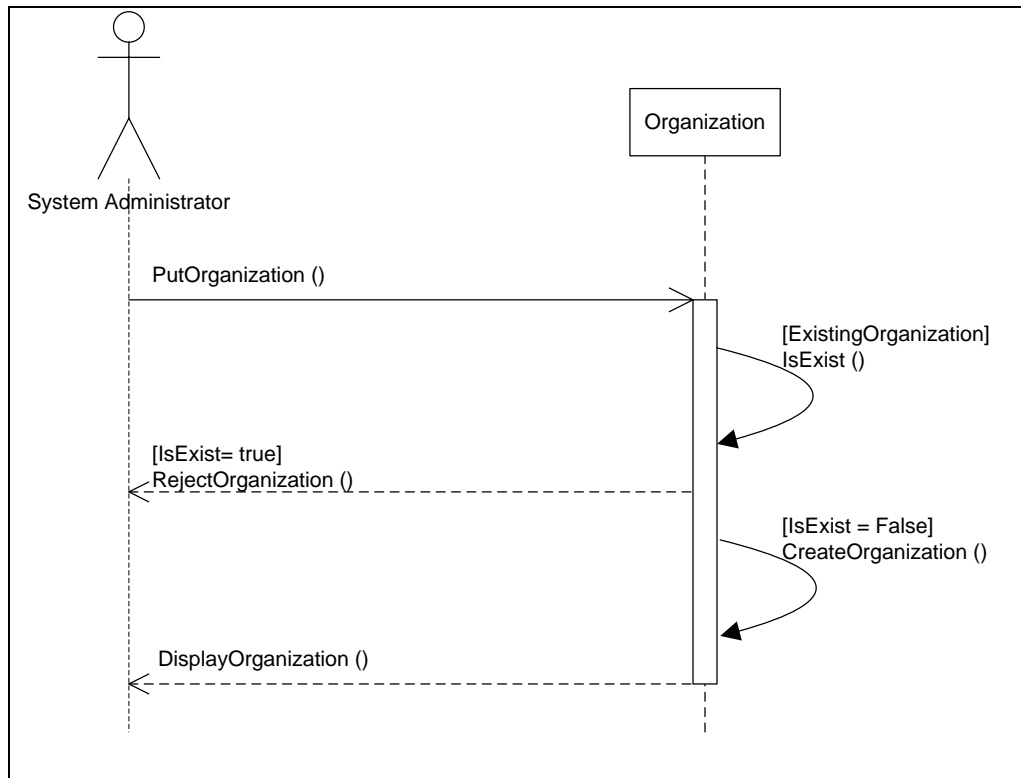 Organization
System Administrator
PutOrganization ()
[ExistingOrganization]
IsExist ()
[IsExist= true]
RejectOrganization ()
[IsExist = False]
CreateOrganization ()
DisplayOrganization ()